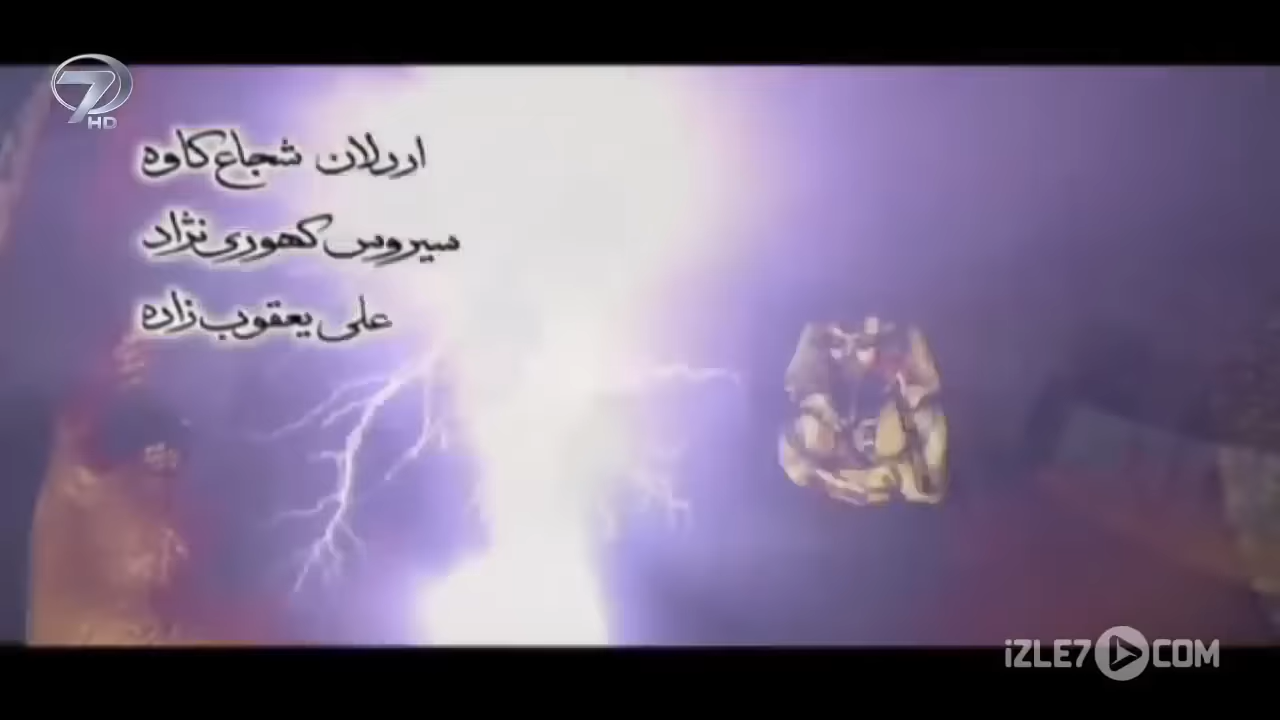 7
HD
اردلان شجاع کاوه
سیروس کهوری نژاد
علی یعقوب زاده
iZLE7 COM